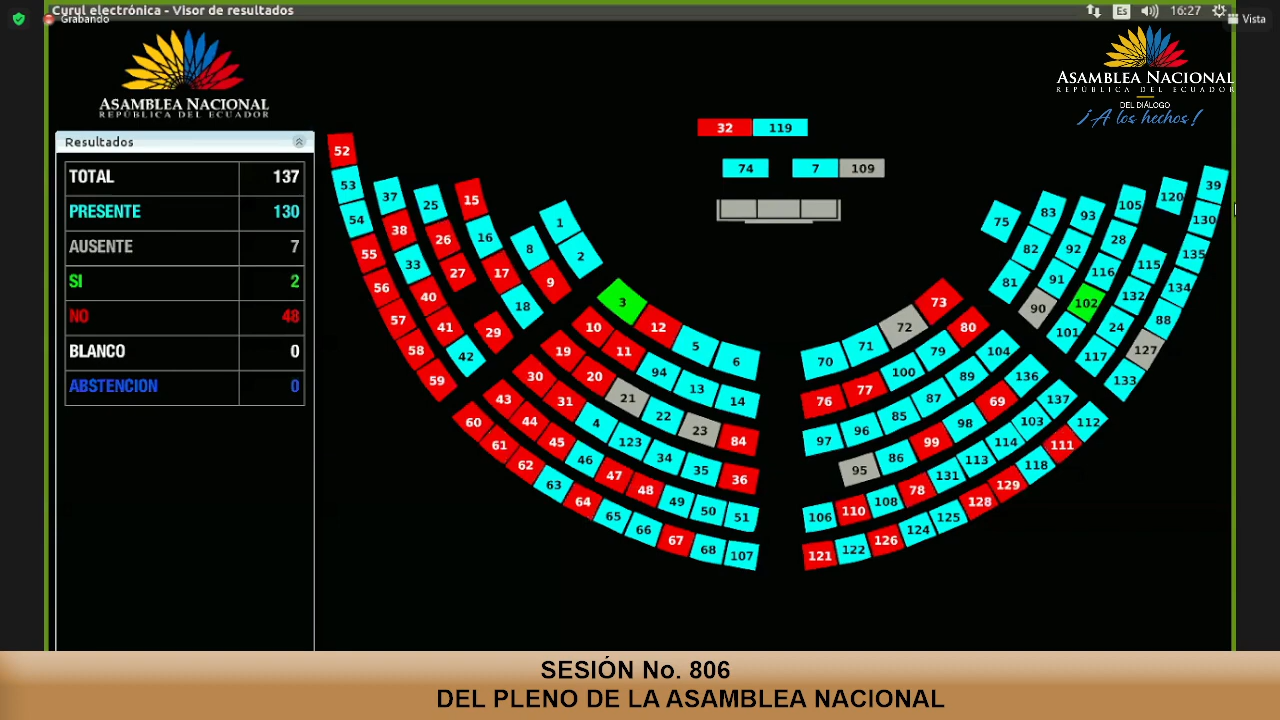 Curul electrónica - Visor de resultados
Grabando
Es 16:27
Vista
ASAMBLEA NACIONAL
REPÚBLICA DEL ECUADOR
ASAMBLEA NACIONAL
REPÚBLICA DEL ECUADOR
DEL DIÁLOGO
¡A los hechos!
Resultados
TOTAL 137
PRESENTE 130
AUSENTE 7
SI 2
NO 48
BLANCO 0
ABSTENCION 0
32 119
74 7 109
52 53 54 55 56 57 58 59
37 38 33 40 41 42
25 26 27 29
15 16 17 18
8 9
1 2
3 12 5 6
10 11 94 13 14
19 20 21 22 23 84
30 31 4 123 34 35 36
43 44 45 46 47 48 49 50 51
60 61 62 63 64 65 66 67 68 107
70 71 72 73
76 77 100 79 80
97 96 85 87 89 104
95 86 99 98 69 136
106 110 108 78 131 113 114 103 137
121 122 126 124 125 128 129 118 111 112
75
83 82 81
93 92 91 90
105 28 116 102 101
120 115 132 24 117
39 130 135 134 88 127 133
SESIÓN No. 806
DEL PLENO DE LA ASAMBLEA NACIONAL